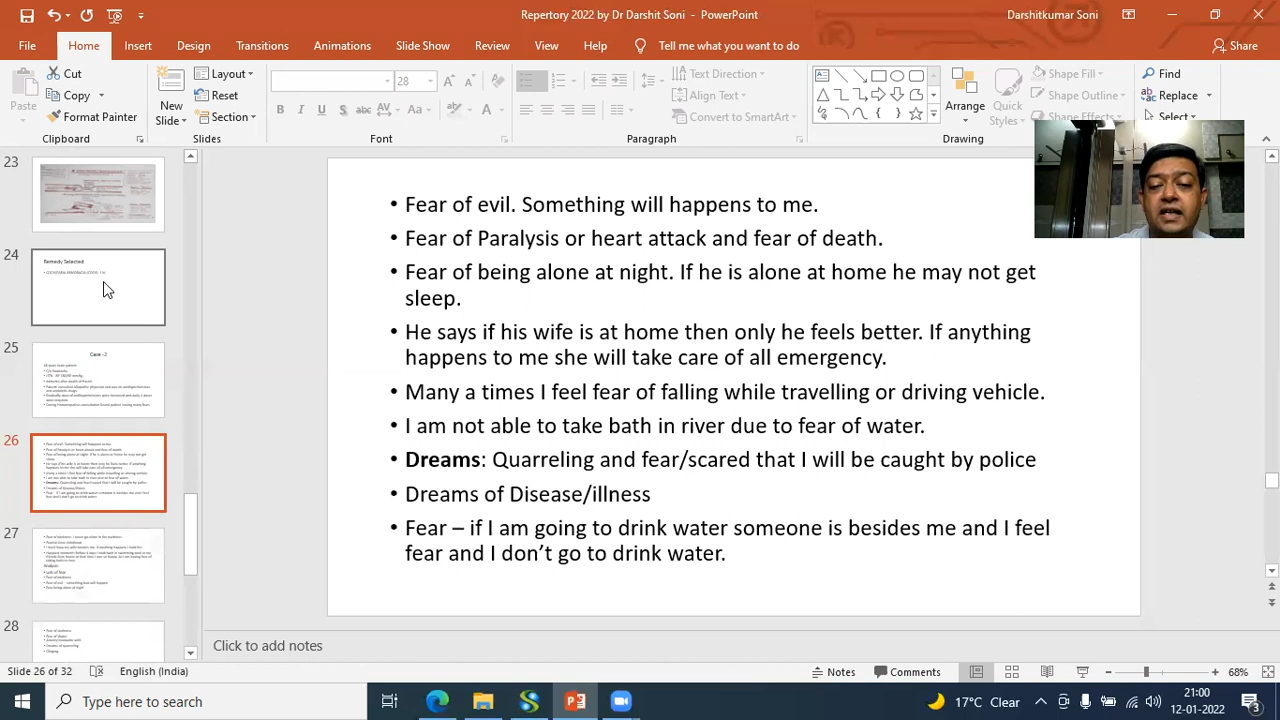 Repertory 2022 by Dr Darshit Soni - PowerPoint
Darshitkumar Soni
File Home Insert Design Transitions Animations Slide Show Review View Help Tell me what you want to do Share
Paste
Cut
Copy
Format Painter
Clipboard
New Slide
Layout
Reset
Section
Slides
28
B I U S abc AV Aa A
Font
Paragraph
Text Direction
Align Text
Convert to SmartArt
Arrange
Quick Styles
Shape Fill
Shape Outline
Shape Effects
Drawing
Find
Replace
Select
23
24
Remedy Selected
25
Case -2
26
27
28
• Fear of evil. Something will happens to me.
• Fear of Paralysis or heart attack and fear of death.
• Fear of being alone at night. If he is alone at home he may not get
sleep.
• He says if his wife is at home then only he feels better. If anything
happens to me she will take care of all emergency.
• Many a times I feel fear of falling while travelling or driving vehicle.
• I am not able to take bath in river due to fear of water.
• Dreams: Quarreling and fear/scared that I will be caught by police
• Dreams of Disease/illness
• Fear – if I am going to drink water someone is besides me and I feel
fear and I don't go to drink water.
Click to add notes
Slide 26 of 32 English (India) Notes Comments 68%
Type here to search
17°C Clear
21:00
12-01-2022
3